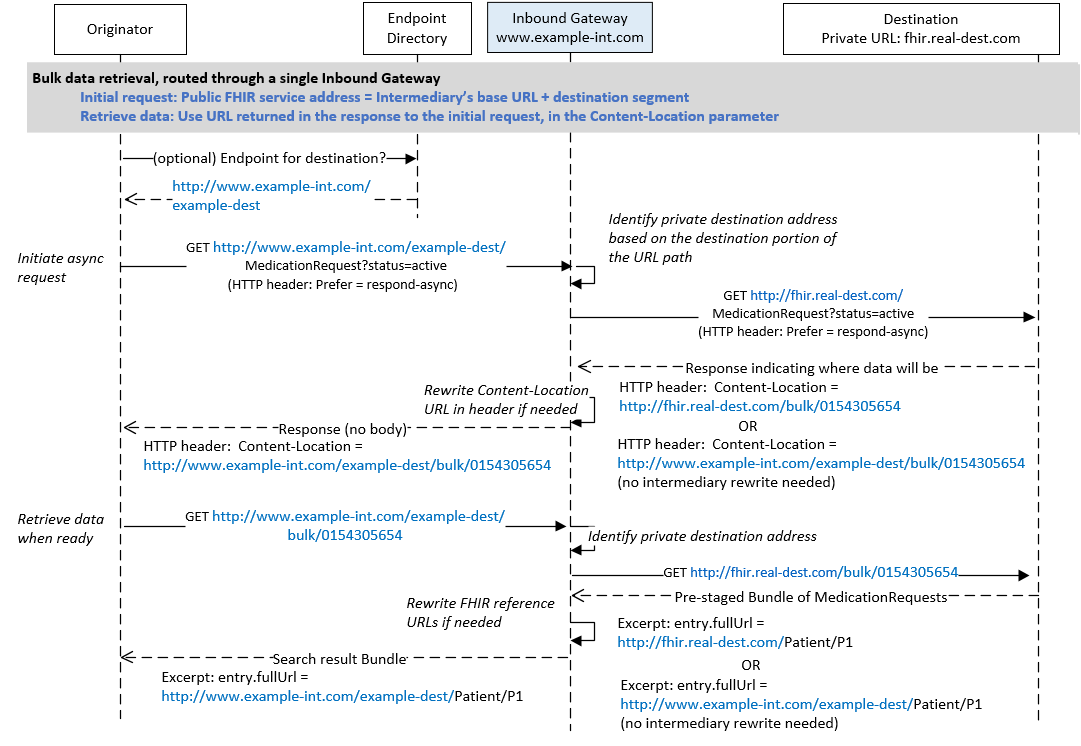 Originator
Endpoint
Directory
Inbound Gateway
www.example-int.com
Destination
Private URL: fhir.real-dest.com
Bulk data retrieval, routed through a single Inbound Gateway
Initial request: Public FHIR service address = Intermediary's base URL + destination segment
Retrieve data: Use URL returned in the response to the initial request, in the Content-Location parameter
(optional) Endpoint for destination?
http://www.example-int.com/
example-dest
Initiate async
request
GET http://www.example-int.com/example-dest/
MedicationRequest?status=active
(HTTP header: Prefer = respond-async)
Identify private destination address
based on the destination portion of
the URL path
GET http://fhir.real-dest.com/
MedicationRequest?status=active
(HTTP header: Prefer = respond-async)
Response indicating where data will be
HTTP header:  Content-Location =
http://fhir.real-dest.com/bulk/0154305654
OR
HTTP header:  Content-Location =
http://www.example-int.com/example-dest/bulk/0154305654
(no intermediary rewrite needed)
Rewrite Content-Location
URL in header if needed
Response (no body)
HTTP header:  Content-Location =
http://www.example-int.com/example-dest/bulk/0154305654
Retrieve data
when ready
GET http://www.example-int.com/example-dest/
bulk/0154305654
Identify private destination address
GET http://fhir.real-dest.com/bulk/0154305654
Pre-staged Bundle of MedicationRequests
Rewrite FHIR reference
URLs if needed
Excerpt: entry.fullUrl =
http://fhir.real-dest.com/Patient/P1
OR
Excerpt: entry.fullUrl =
http://www.example-int.com/example-dest/Patient/P1
(no intermediary rewrite needed)
Search result Bundle
Excerpt: entry.fullUrl =
http://www.example-int.com/example-dest/Patient/P1